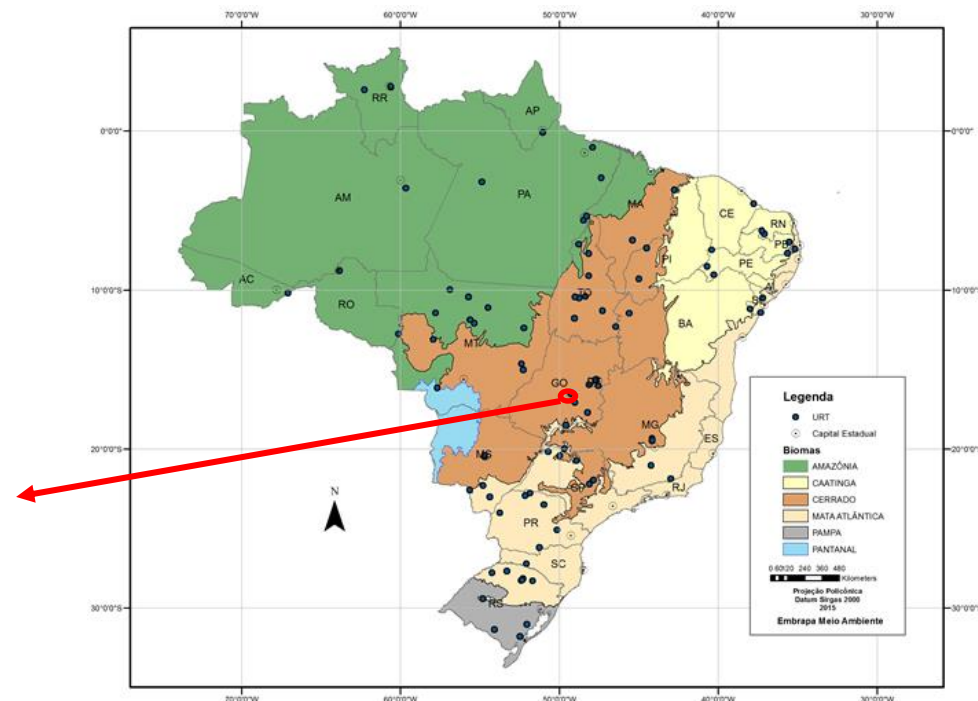 70°0'0"W 60°0'0"W 50°0'0"W 40°0'0"W 30°0'0"W
RR
AP
0°0'0" 0°0'0"
AM PA
MA CE
RN
PB
PI PE
AC
10°0'0"S 10°0'0"S
RO TO
BA
MT
GO
MG ES
20°0'0"S 20°0'0"S
MS
SP RJ
N
PR
SC
RS
30°0'0"S 30°0'0"S
Legenda
URT
Capital Estadual
Biomas
AMAZÔNIA
CAATINGA
CERRADO
MATA ATLÂNTICA
PAMPA
PANTANAL
0 60120 240 360 480
Kilometers
Projeção Policônica
Datum Sirgas 2000
2015
Embrapa Meio Ambiente
70°0'0"W 60°0'0"W 50°0'0"W 40°0'0"W 30°0'0"W